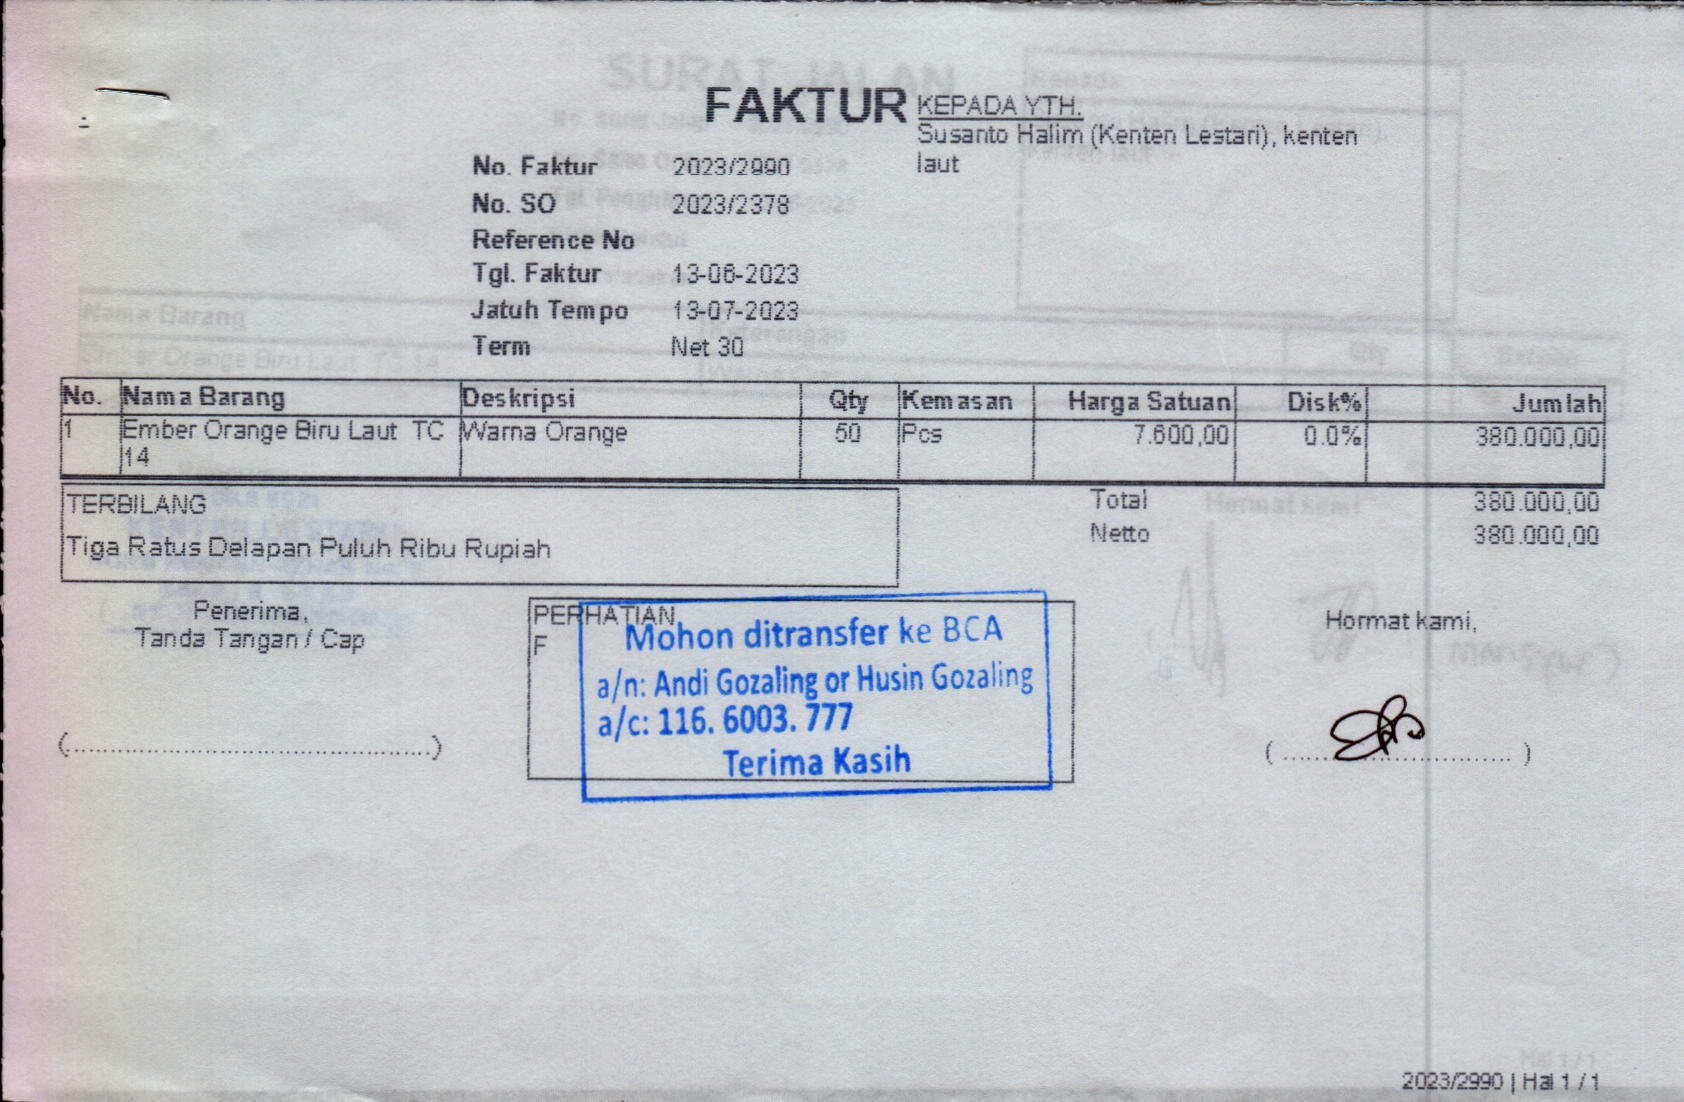 FAKTUR
KEPADA YTH.
Susanto Halim (Kenten Lestari), kenten
laut
No. Faktur 2023/2990
No. SO 2023/2378
Reference No
Tgl. Faktur 13-06-2023
Jatuh Tempo 13-07-2023
Term Net 30
No. Nama Barang Deskripsi Qty Kemasan Harga Satuan Disk% Jumlah
1 Ember Orange Biru Laut TC Warna Orange 50 Pcs 7.600,00 0.0% 380.000,00
14
TERBILANG
Tiga Ratus Delapan Puluh Ribu Rupiah
Total 380.000,00
Netto 380.000,00
Penerima,
Tanda Tangan / Cap
(........................................)
PERHATIAN
F
Mohon ditransfer ke BCA
a/n: Andi Gozaling or Husin Gozaling
a/c: 116. 6003. 777
Terima Kasih
Hormat kami,
( ........................ )
2023/2990 | Hal 1 / 1